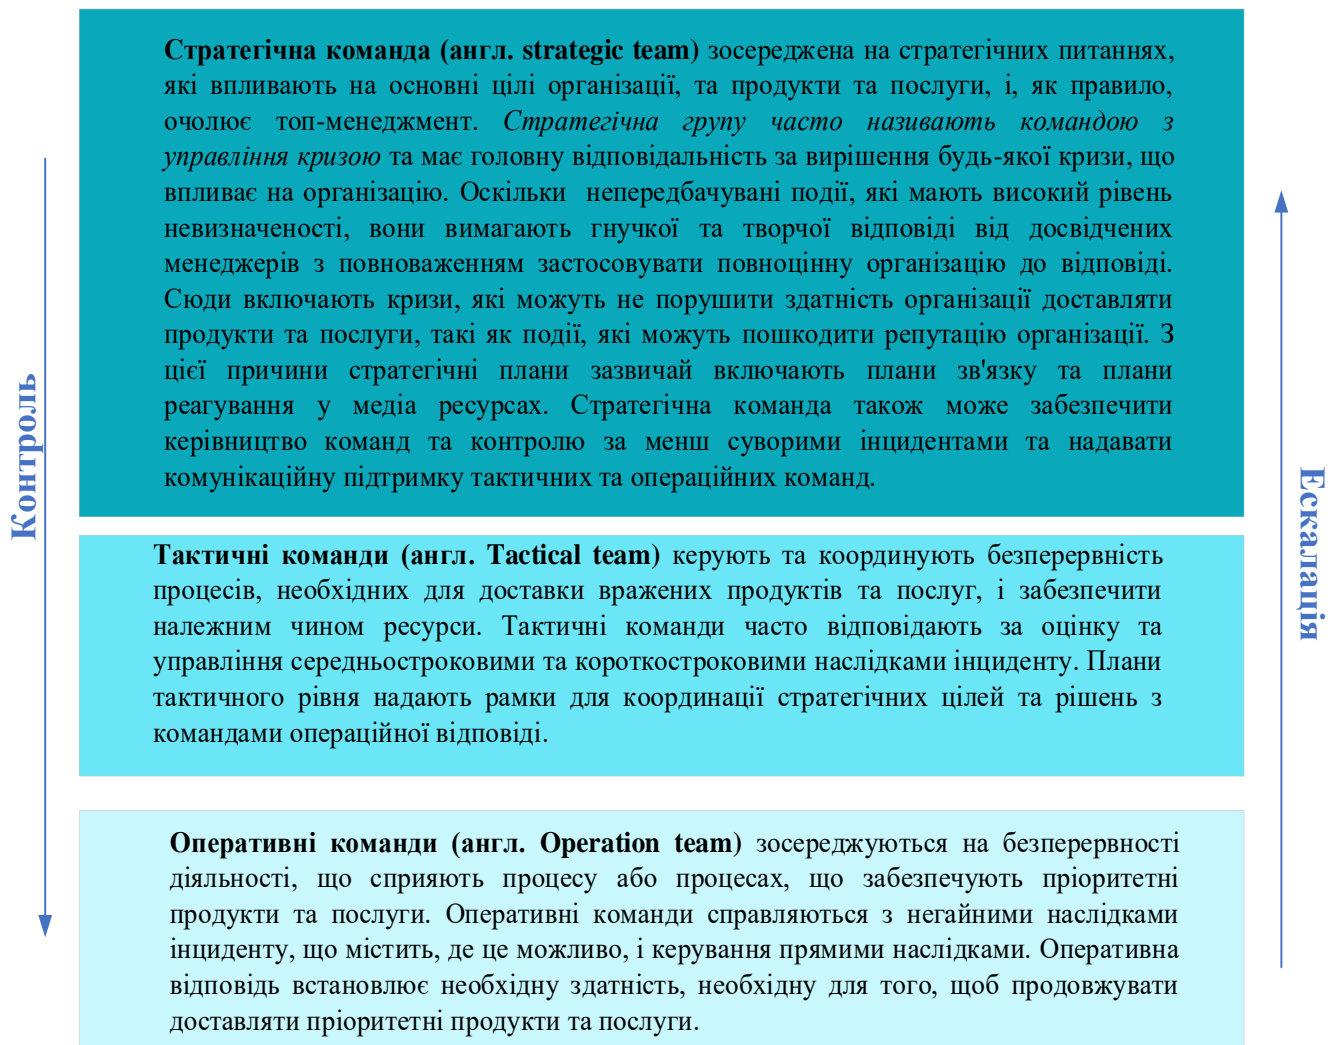 Стратегічна команда (англ. strategic team) зосереджена на стратегічних питаннях,
які впливають на основні цілі організації, та продукти та послуги, і, як правило,
очолює топ-менеджмент. Стратегічна групу часто називають командою з
управління кризою та має головну відповідальність за вирішення будь-якої кризи, що
впливає на організацію. Оскільки непередбачувані події, які мають високий рівень
невизначеності, вони вимагають гнучкої та творчої відповіді від досвідчених
менеджерів з повноваженням застосовувати повноцінну організацію до відповіді.
Сюди включають кризи, які можуть не порушити здатність організації доставляти
продукти та послуги, такі як події, які можуть пошкодити репутацію організації. З
цієї причини стратегічні плани зазвичай включають плани зв'язку та плани
реагування у медіа ресурсах. Стратегічна команда також може забезпечити
керівництво команд та контролю за менш суворими інцидентами та надавати
комунікаційну підтримку тактичних та операційних команд.
Контроль
Ескалація
Тактичні команди (англ. Tactical team) керують та координують безперервність
процесів, необхідних для доставки вражених продуктів та послуг, і забезпечити
належним чином ресурси. Тактичні команди часто відповідають за оцінку та
управління середньостроковими та короткостроковими наслідками інциденту. Плани
тактичного рівня надають рамки для координації стратегічних цілей та рішень з
командами операційної відповіді.
Оперативні команди (англ. Operation team) зосереджуються на безперервності
діяльності, що сприяють процесу або процесах, що забезпечують пріоритетні
продукти та послуги. Оперативні команди справляються з негайними наслідками
інциденту, що містить, де це можливо, і керування прямими наслідками. Оперативна
відповідь встановлює необхідну здатність, необхідну для того, щоб продовжувати
доставляти пріоритетні продукти та послуги.